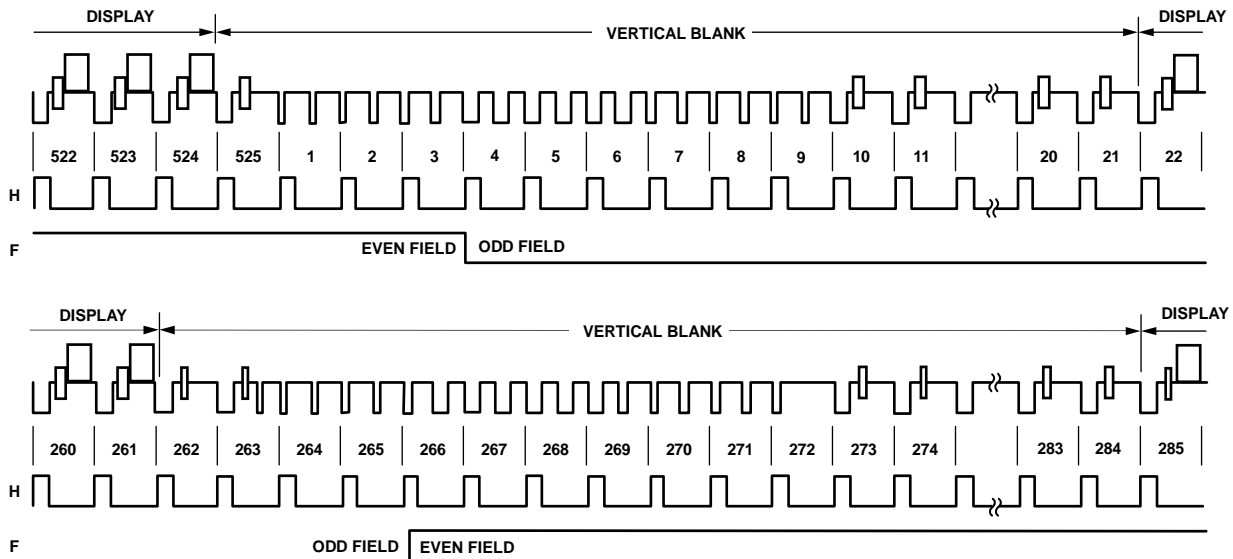 DISPLAY VERTICAL BLANK DISPLAY
522 523 524 525 1 2 3 4 5 6 7 8 9 10 11 20 21 22
H
F EVEN FIELD ODD FIELD
DISPLAY VERTICAL BLANK DISPLAY
260 261 262 263 264 265 266 267 268 269 270 271 272 273 274 283 284 285
H
F ODD FIELD EVEN FIELD